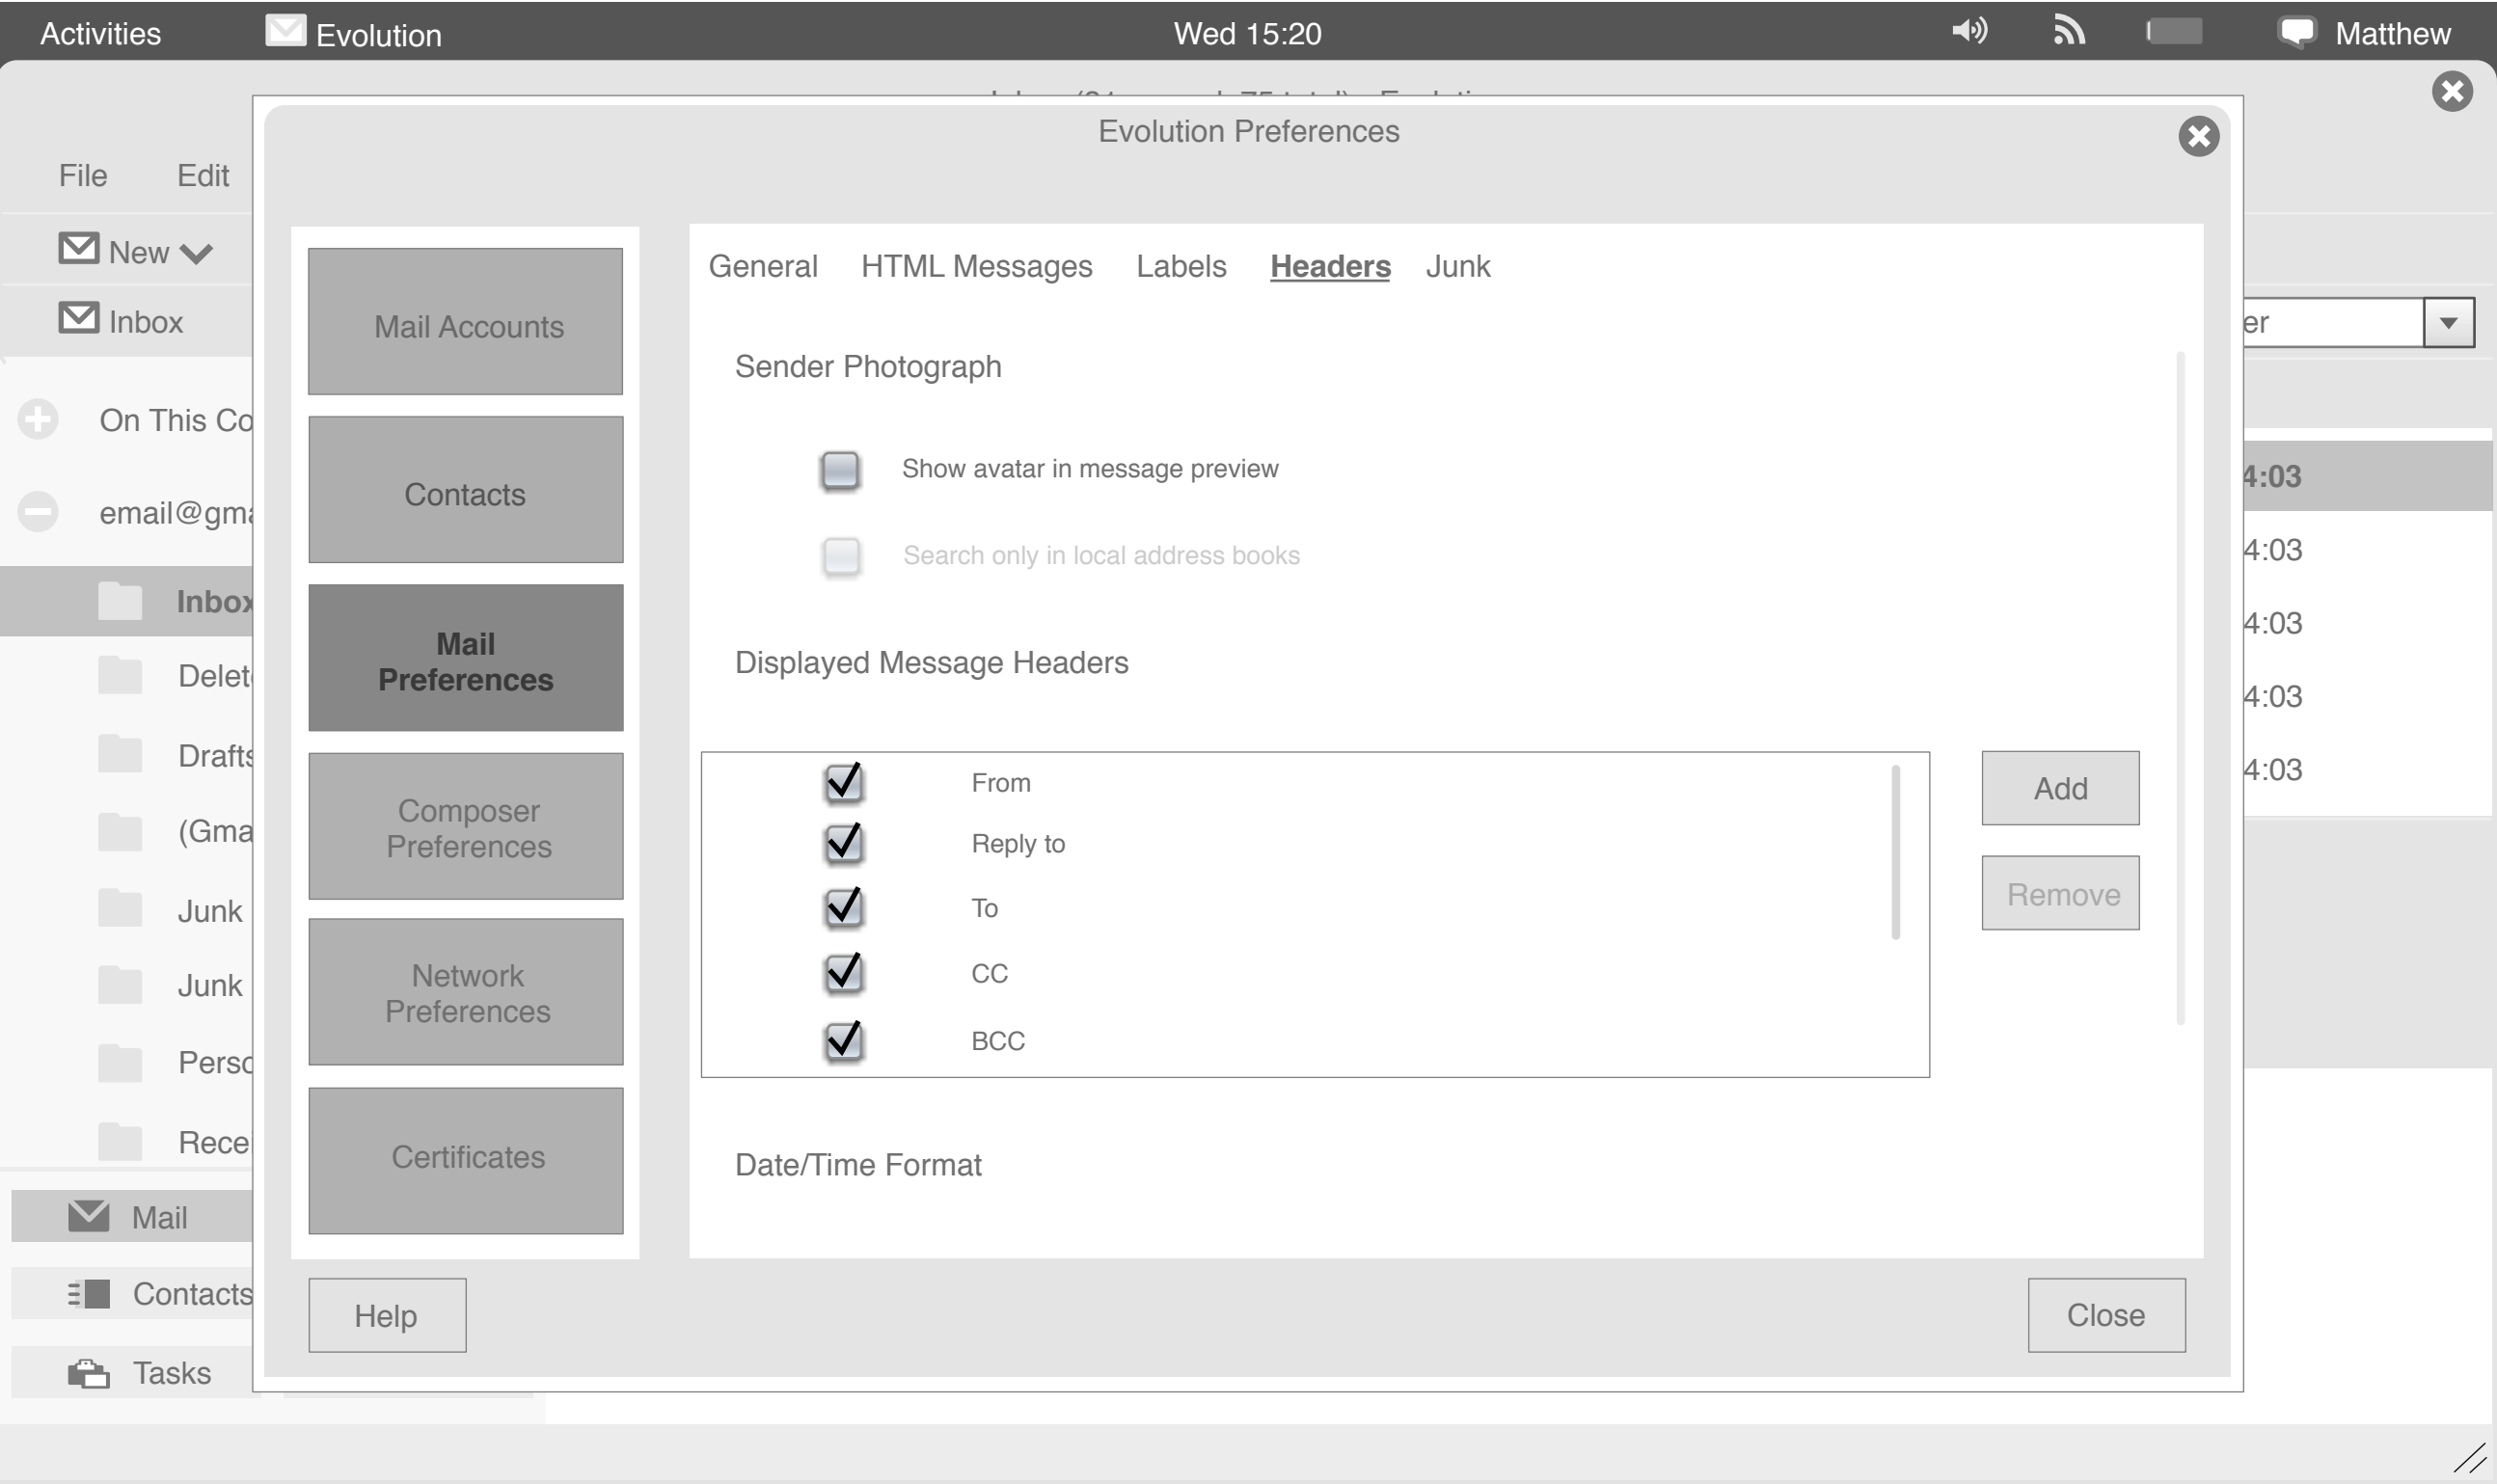 Activities
Evolution
Wed 15:20
Matthew
Evolution Preferences
File
Edit
New
Inbox
er
On This Co
email@gma
Inbox
Delet
Drafts
(Gma
Junk
Junk
Perso
Recei
Mail
Contacts
Tasks
Mail Accounts
Contacts
Mail
Preferences
Composer
Preferences
Network
Preferences
Certificates
General HTML Messages Labels Headers Junk
Sender Photograph
Show avatar in message preview
Search only in local address books
Displayed Message Headers
From
Reply to
To
CC
BCC
Add
Remove
Date/Time Format
4:03
4:03
4:03
4:03
4:03
Help
Close